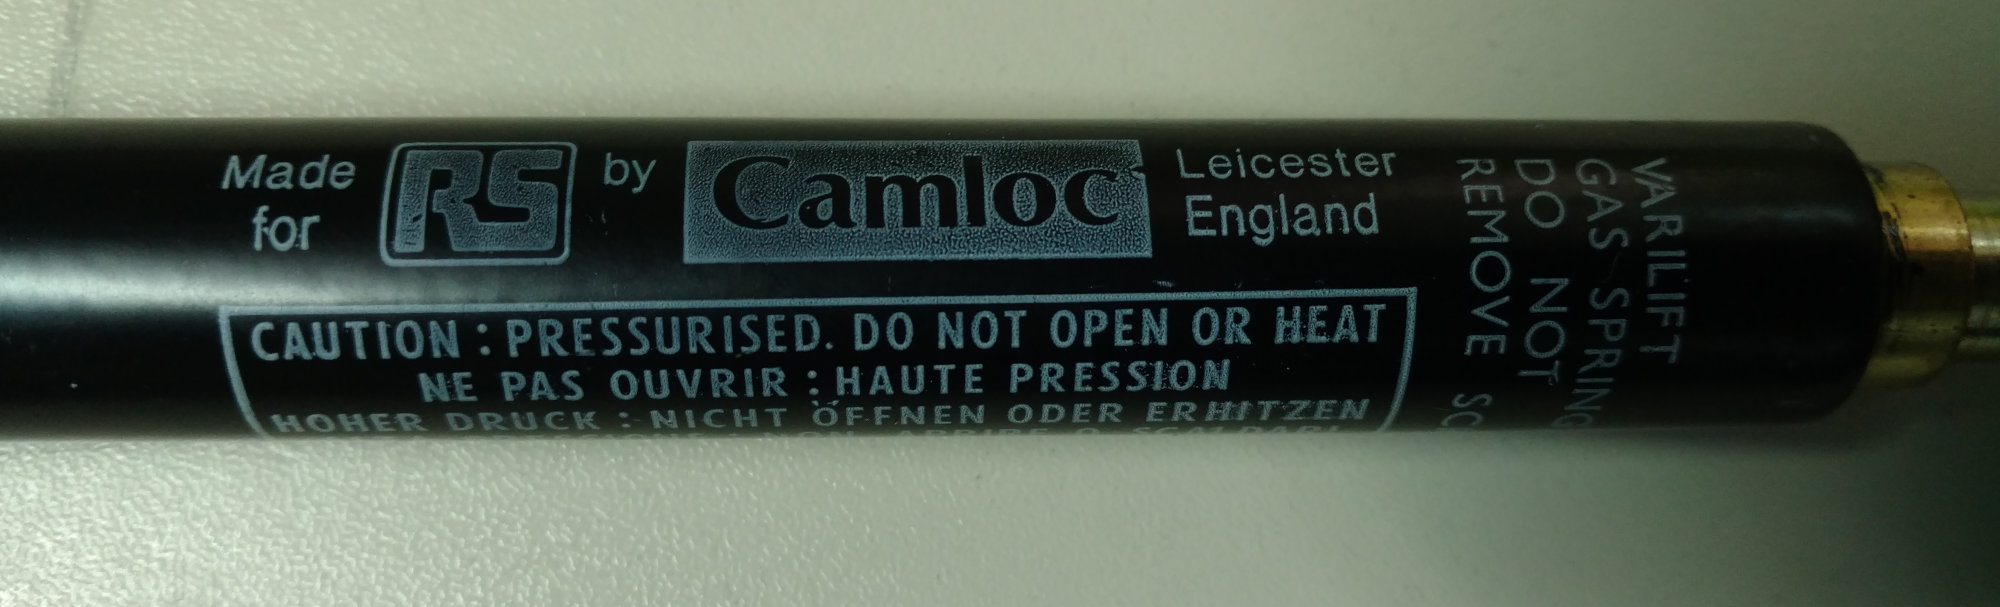 Made for RS by Camloc Leicester England
CAUTION : PRESSURISED. DO NOT OPEN OR HEAT
NE PAS OUVRIR : HAUTE PRESSION
HOHER DRUCK : NICHT ÖFFNEN ODER ERHITZEN
VARILIFT
GAS SPRING
DO NOT
REMOVE